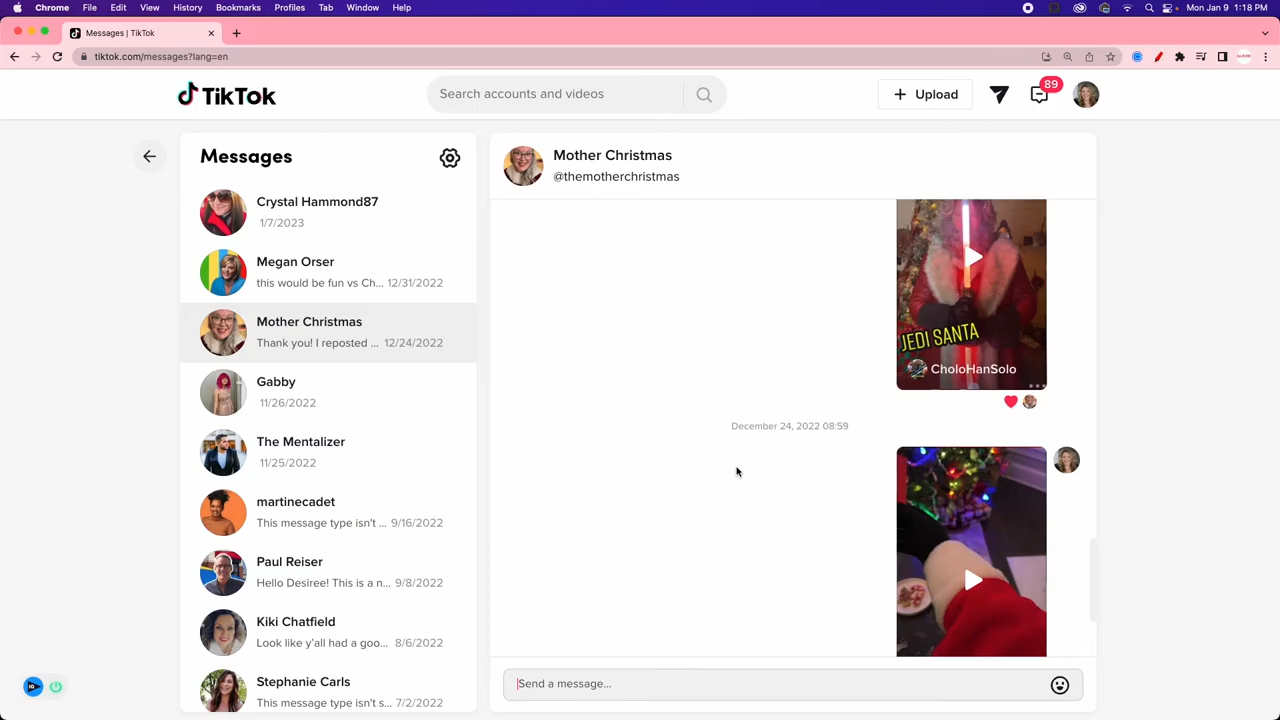 Chrome File Edit View History Bookmarks Profiles Tab Window Help
Mon Jan 9 1:18 PM
Messages | TikTok
tiktok.com/messages?lang=en
TikTok
Search accounts and videos
Upload
89
Messages
Crystal Hammond87
1/7/2023
Megan Orser
this would be fun vs Ch... 12/31/2022
Mother Christmas
Thank you! I reposted ... 12/24/2022
Gabby
11/26/2022
The Mentalizer
11/25/2022
martinecadet
This message type isn't ... 9/16/2022
Paul Reiser
Hello Desiree! This is a n... 9/8/2022
Kiki Chatfield
Look like y'all had a goo... 8/6/2022
Stephanie Carls
This message type isn't s... 7/2/2022
Mother Christmas
@themotherchristmas
JEDI SANTA
CholoHanSolo
December 24, 2022 08:59
Send a message...